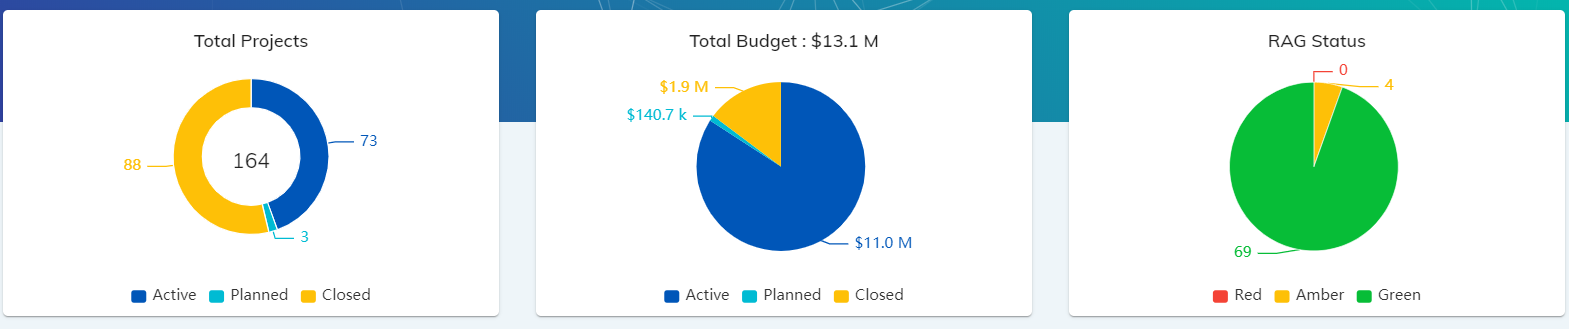 Total Projects
73
88
164
3
Active Planned Closed
Total Budget : $13.1 M
$1.9 M
$140.7 k
$11.0 M
Active Planned Closed
RAG Status
0
4
69
Red Amber Green